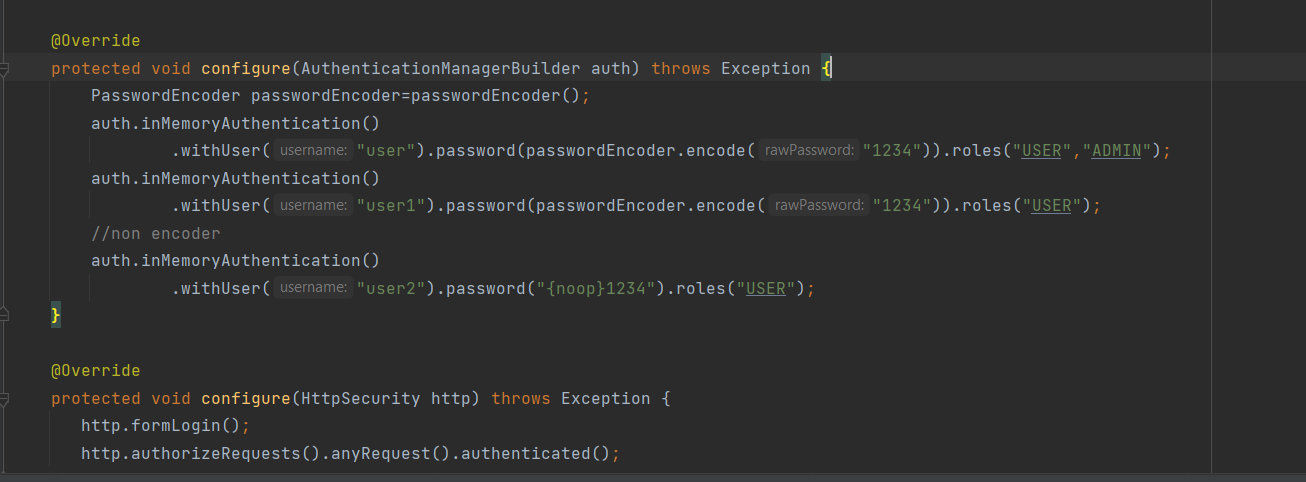 @Override
protected void configure(AuthenticationManagerBuilder auth) throws Exception {
PasswordEncoder passwordEncoder=passwordEncoder();
auth.inMemoryAuthentication()
.withUser( username: "user").password(passwordEncoder.encode( rawPassword: "1234")).roles("USER","ADMIN");
auth.inMemoryAuthentication()
.withUser( username: "user1").password(passwordEncoder.encode( rawPassword: "1234")).roles("USER");
//non encoder
auth.inMemoryAuthentication()
.withUser( username: "user2").password("{noop}1234").roles("USER");
}
@Override
protected void configure(HttpSecurity http) throws Exception {
http.formLogin();
http.authorizeRequests().anyRequest().authenticated();